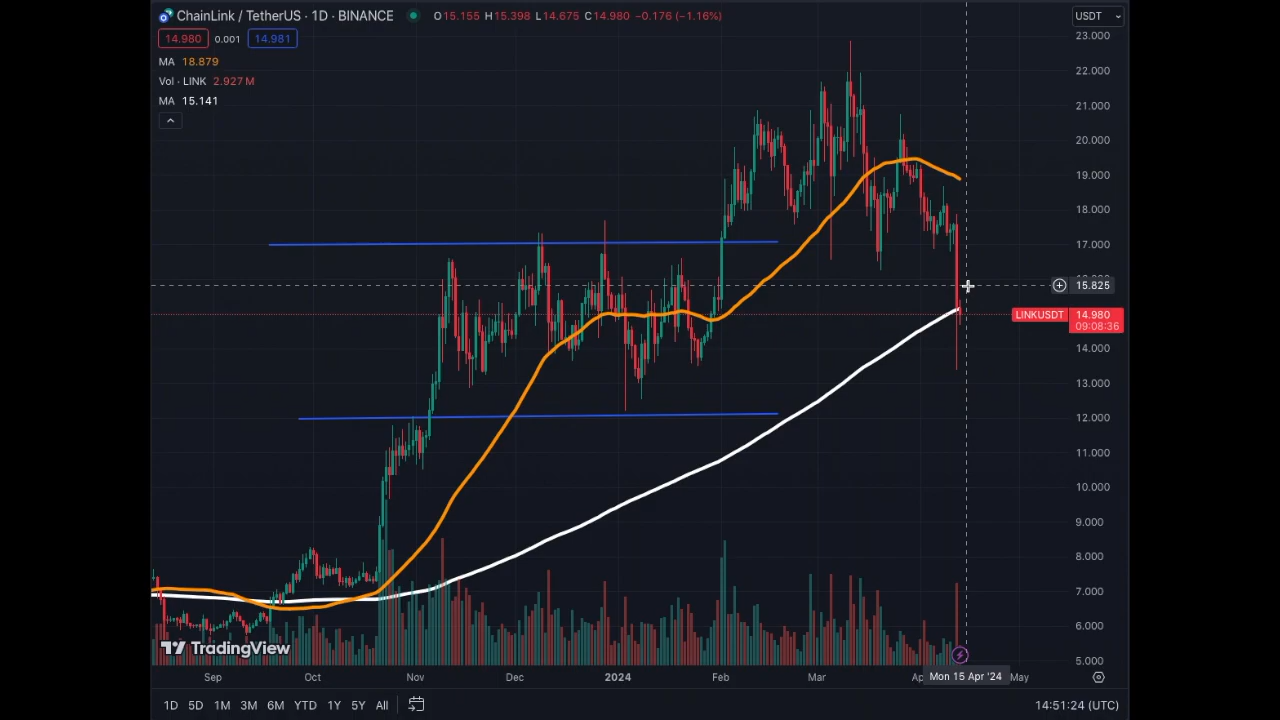 ChainLink / TetherUS · 1D · BINANCE O15.155 H15.398 L14.675 C14.980 −0.176 (−1.16%)
USDT
14.980 0.001 14.981
MA 18.879
Vol · LINK 2.927 M
MA 15.141
23.000
22.000
21.000
20.000
19.000
18.000
17.000
15.825
LINKUSDT 14.980
09:08:36
14.000
13.000
12.000
11.000
10.000
9.000
8.000
7.000
6.000
5.000
TradingView
Sep Oct Nov Dec 2024 Feb Mar Ap Mon 15 Apr '24 May
1D 5D 1M 3M 6M YTD 1Y 5Y All 14:51:24 (UTC)